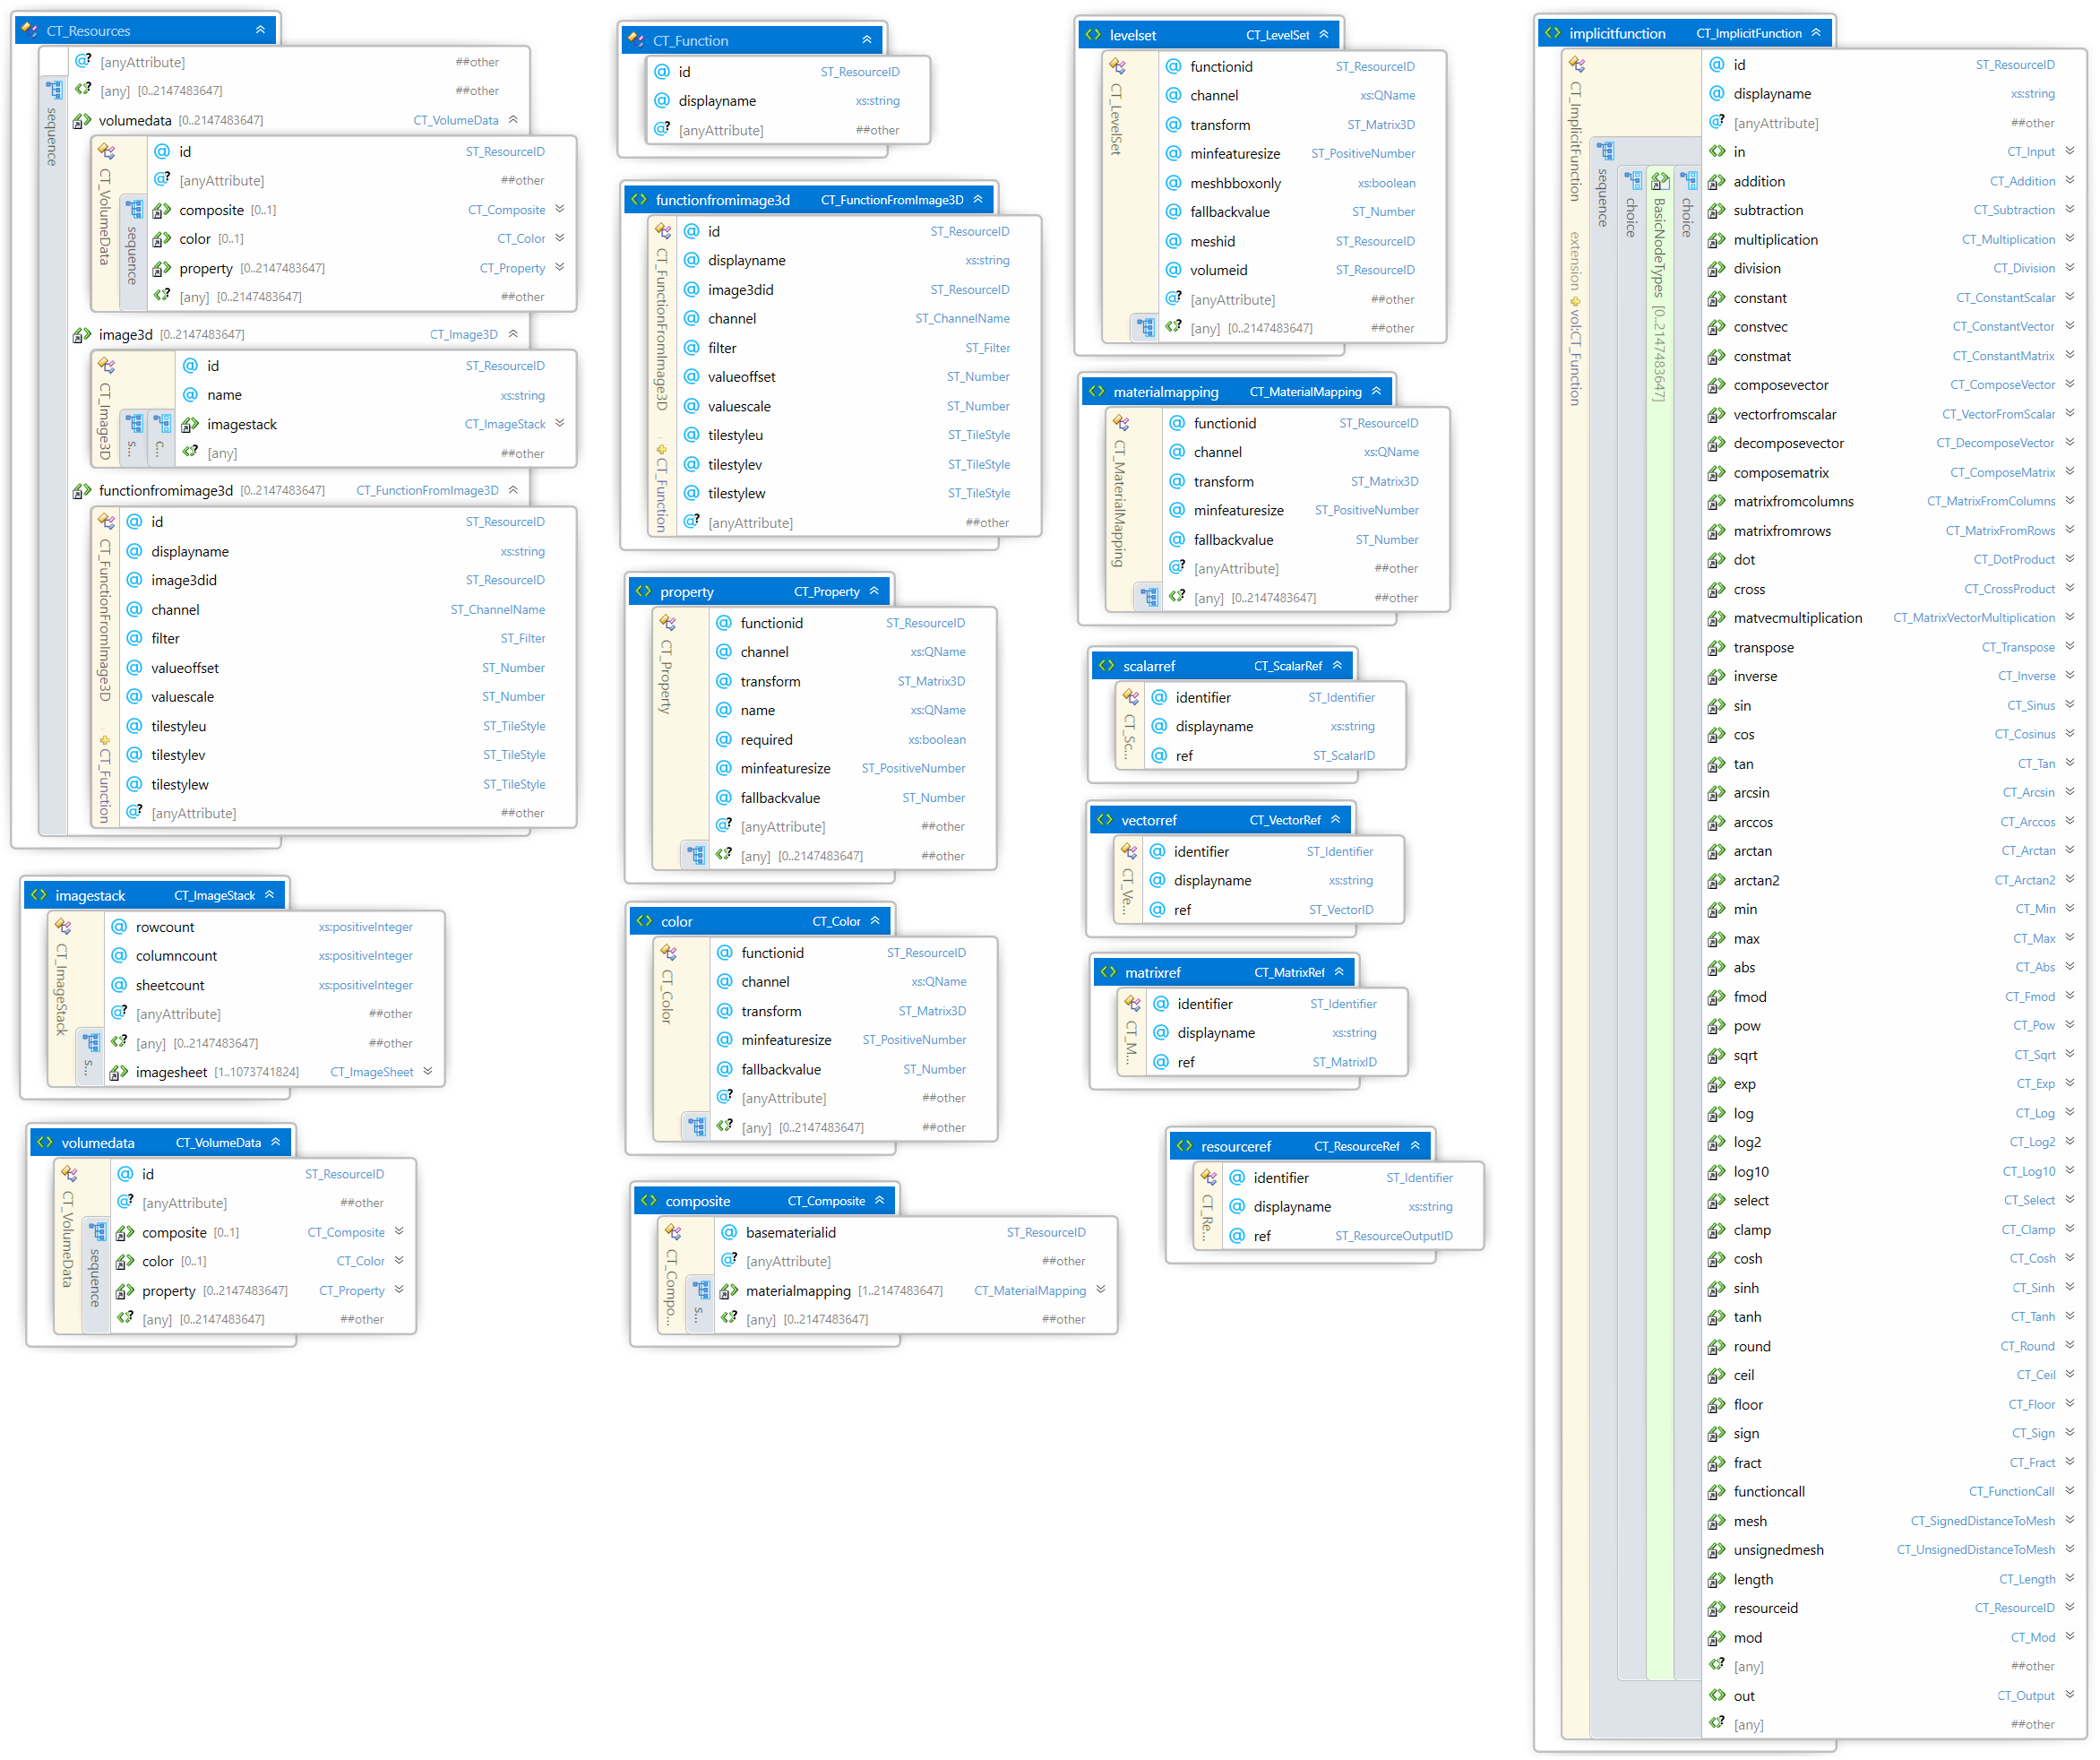 CT_Resources
[anyAttribute] ##other
[any] [0..2147483647] ##other
sequence
volumedata [0..2147483647] CT_VolumeData
CT_VolumeData
id ST_ResourceID
[anyAttribute] ##other
sequence
composite [0..1] CT_Composite
color [0..1] CT_Color
property [0..2147483647] CT_Property
[any] [0..2147483647] ##other
image3d [0..2147483647] CT_Image3D
CT_Image3D
id ST_ResourceID
name xs:string
s... c...
imagestack CT_ImageStack
[any] ##other
functionfromimage3d [0..2147483647] CT_FunctionFromImage3D
CT_FunctionFromImage3D
CT_Function
id ST_ResourceID
displayname xs:string
image3did ST_ResourceID
channel ST_ChannelName
filter ST_Filter
valueoffset ST_Number
valuescale ST_Number
tilestyleu ST_TileStyle
tilestylev ST_TileStyle
tilestylew ST_TileStyle
[anyAttribute] ##other
imagestack CT_ImageStack
CT_ImageStack
rowcount xs:positiveInteger
columncount xs:positiveInteger
sheetcount xs:positiveInteger
[anyAttribute] ##other
s...
[any] [0..2147483647] ##other
imagesheet [1..1073741824] CT_ImageSheet
volumedata CT_VolumeData
CT_VolumeData
id ST_ResourceID
[anyAttribute] ##other
sequence
composite [0..1] CT_Composite
color [0..1] CT_Color
property [0..2147483647] CT_Property
[any] [0..2147483647] ##other
CT_Function
id ST_ResourceID
displayname xs:string
[anyAttribute] ##other
functionfromimage3d CT_FunctionFromImage3D
CT_FunctionFromImage3D
CT_Function
id ST_ResourceID
displayname xs:string
image3did ST_ResourceID
channel ST_ChannelName
filter ST_Filter
valueoffset ST_Number
valuescale ST_Number
tilestyleu ST_TileStyle
tilestylev ST_TileStyle
tilestylew ST_TileStyle
[anyAttribute] ##other
property CT_Property
CT_Property
functionid ST_ResourceID
channel xs:QName
transform ST_Matrix3D
name xs:QName
required xs:boolean
minfeaturesize ST_PositiveNumber
fallbackvalue ST_Number
[anyAttribute] ##other
[any] [0..2147483647] ##other
color CT_Color
CT_Color
functionid ST_ResourceID
channel xs:QName
transform ST_Matrix3D
minfeaturesize ST_PositiveNumber
fallbackvalue ST_Number
[anyAttribute] ##other
[any] [0..2147483647] ##other
composite CT_Composite
CT_Compo...
basematerialid ST_ResourceID
[anyAttribute] ##other
s...
materialmapping [1..2147483647] CT_MaterialMapping
[any] [0..2147483647] ##other
levelset CT_LevelSet
CT_LevelSet
functionid ST_ResourceID
channel xs:QName
transform ST_Matrix3D
minfeaturesize ST_PositiveNumber
meshbboxonly xs:boolean
fallbackvalue ST_Number
meshid ST_ResourceID
volumeid ST_ResourceID
[anyAttribute] ##other
[any] [0..2147483647] ##other
materialmapping CT_MaterialMapping
CT_MaterialMapping
functionid ST_ResourceID
channel xs:QName
transform ST_Matrix3D
minfeaturesize ST_PositiveNumber
fallbackvalue ST_Number
[anyAttribute] ##other
[any] [0..2147483647] ##other
scalarref CT_ScalarRef
CT_Sc...
identifier ST_Identifier
displayname xs:string
ref ST_ScalarID
vectorref CT_VectorRef
CT_Ve...
identifier ST_Identifier
displayname xs:string
ref ST_VectorID
matrixref CT_MatrixRef
CT_M...
identifier ST_Identifier
displayname xs:string
ref ST_MatrixID
resourceref CT_ResourceRef
CT_Re...
identifier ST_Identifier
displayname xs:string
ref ST_ResourceOutputID
implicitfunction CT_ImplicitFunction
CT_ImplicitFunction
extension vol:CT_Function
id ST_ResourceID
displayname xs:string
[anyAttribute] ##other
sequence
in CT_Input
choice
BasicNodeTypes [0..2147483647]
choice
addition CT_Addition
subtraction CT_Subtraction
multiplication CT_Multiplication
division CT_Division
constant CT_ConstantScalar
constvec CT_ConstantVector
constmat CT_ConstantMatrix
composevector CT_ComposeVector
vectorfromscalar CT_VectorFromScalar
decomposevector CT_DecomposeVector
composematrix CT_ComposeMatrix
matrixfromcolumns CT_MatrixFromColumns
matrixfromrows CT_MatrixFromRows
dot CT_DotProduct
cross CT_CrossProduct
matvecmultiplication CT_MatrixVectorMultiplication
transpose CT_Transpose
inverse CT_Inverse
sin CT_Sinus
cos CT_Cosinus
tan CT_Tan
arcsin CT_Arcsin
arccos CT_Arccos
arctan CT_Arctan
arctan2 CT_Arctan2
min CT_Min
max CT_Max
abs CT_Abs
fmod CT_Fmod
pow CT_Pow
sqrt CT_Sqrt
exp CT_Exp
log CT_Log
log2 CT_Log2
log10 CT_Log10
select CT_Select
clamp CT_Clamp
cosh CT_Cosh
sinh CT_Sinh
tanh CT_Tanh
round CT_Round
ceil CT_Ceil
floor CT_Floor
sign CT_Sign
fract CT_Fract
functioncall CT_FunctionCall
mesh CT_SignedDistanceToMesh
unsignedmesh CT_UnsignedDistanceToMesh
length CT_Length
resourceid CT_ResourceID
mod CT_Mod
[any] ##other
out CT_Output
[any] ##other